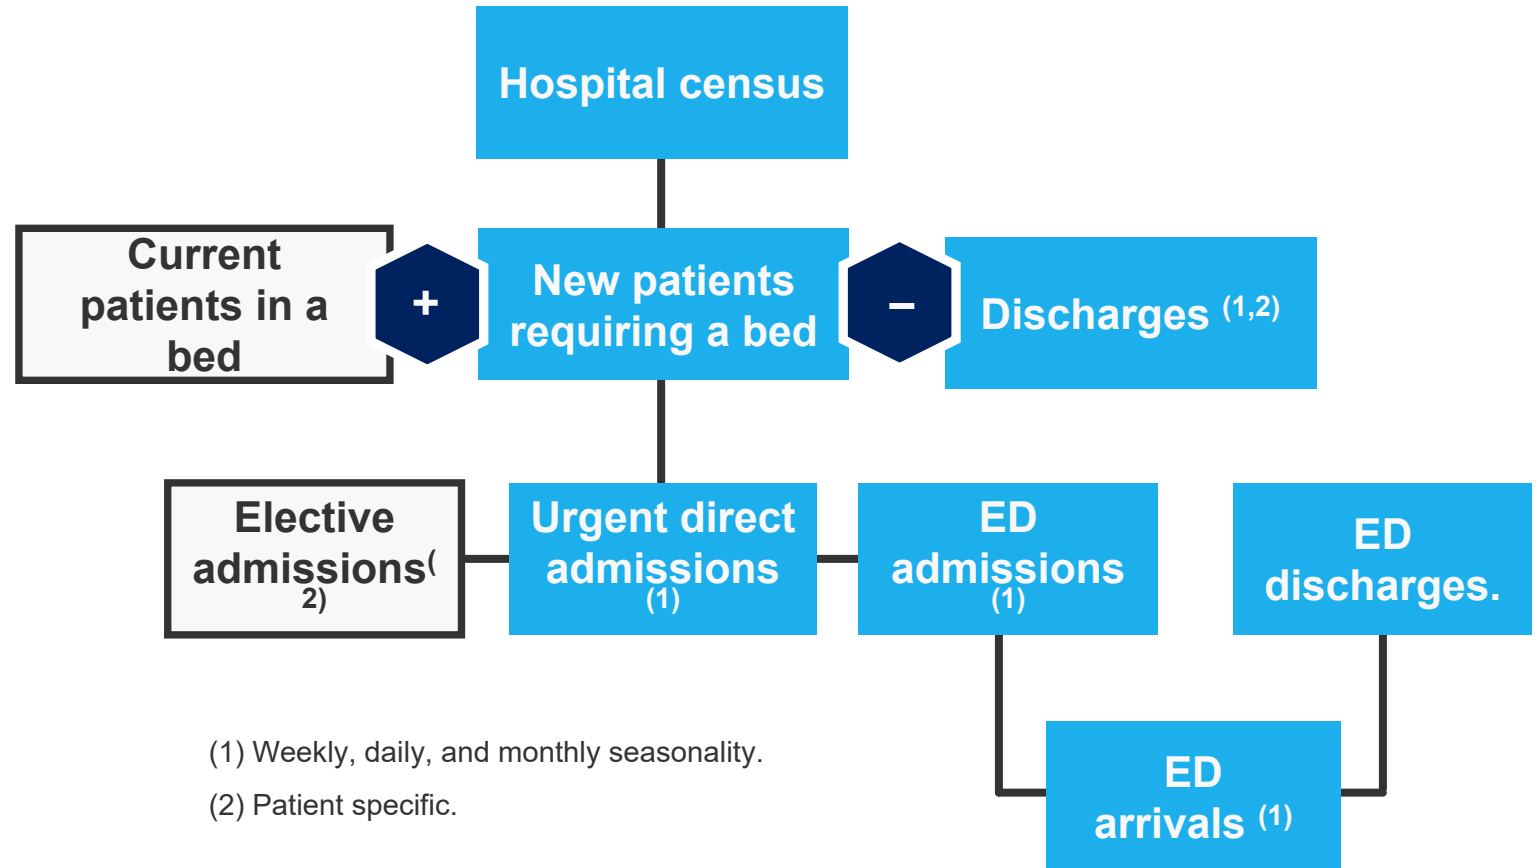 Hospital census
Current
patients in a
bed
+
New patients
requiring a bed
–
Discharges (1,2)
Elective
admissions(
2)
Urgent direct
admissions
(1)
ED
admissions
(1)
ED
discharges.
ED
arrivals (1)
(1) Weekly, daily, and monthly seasonality.
(2) Patient specific.